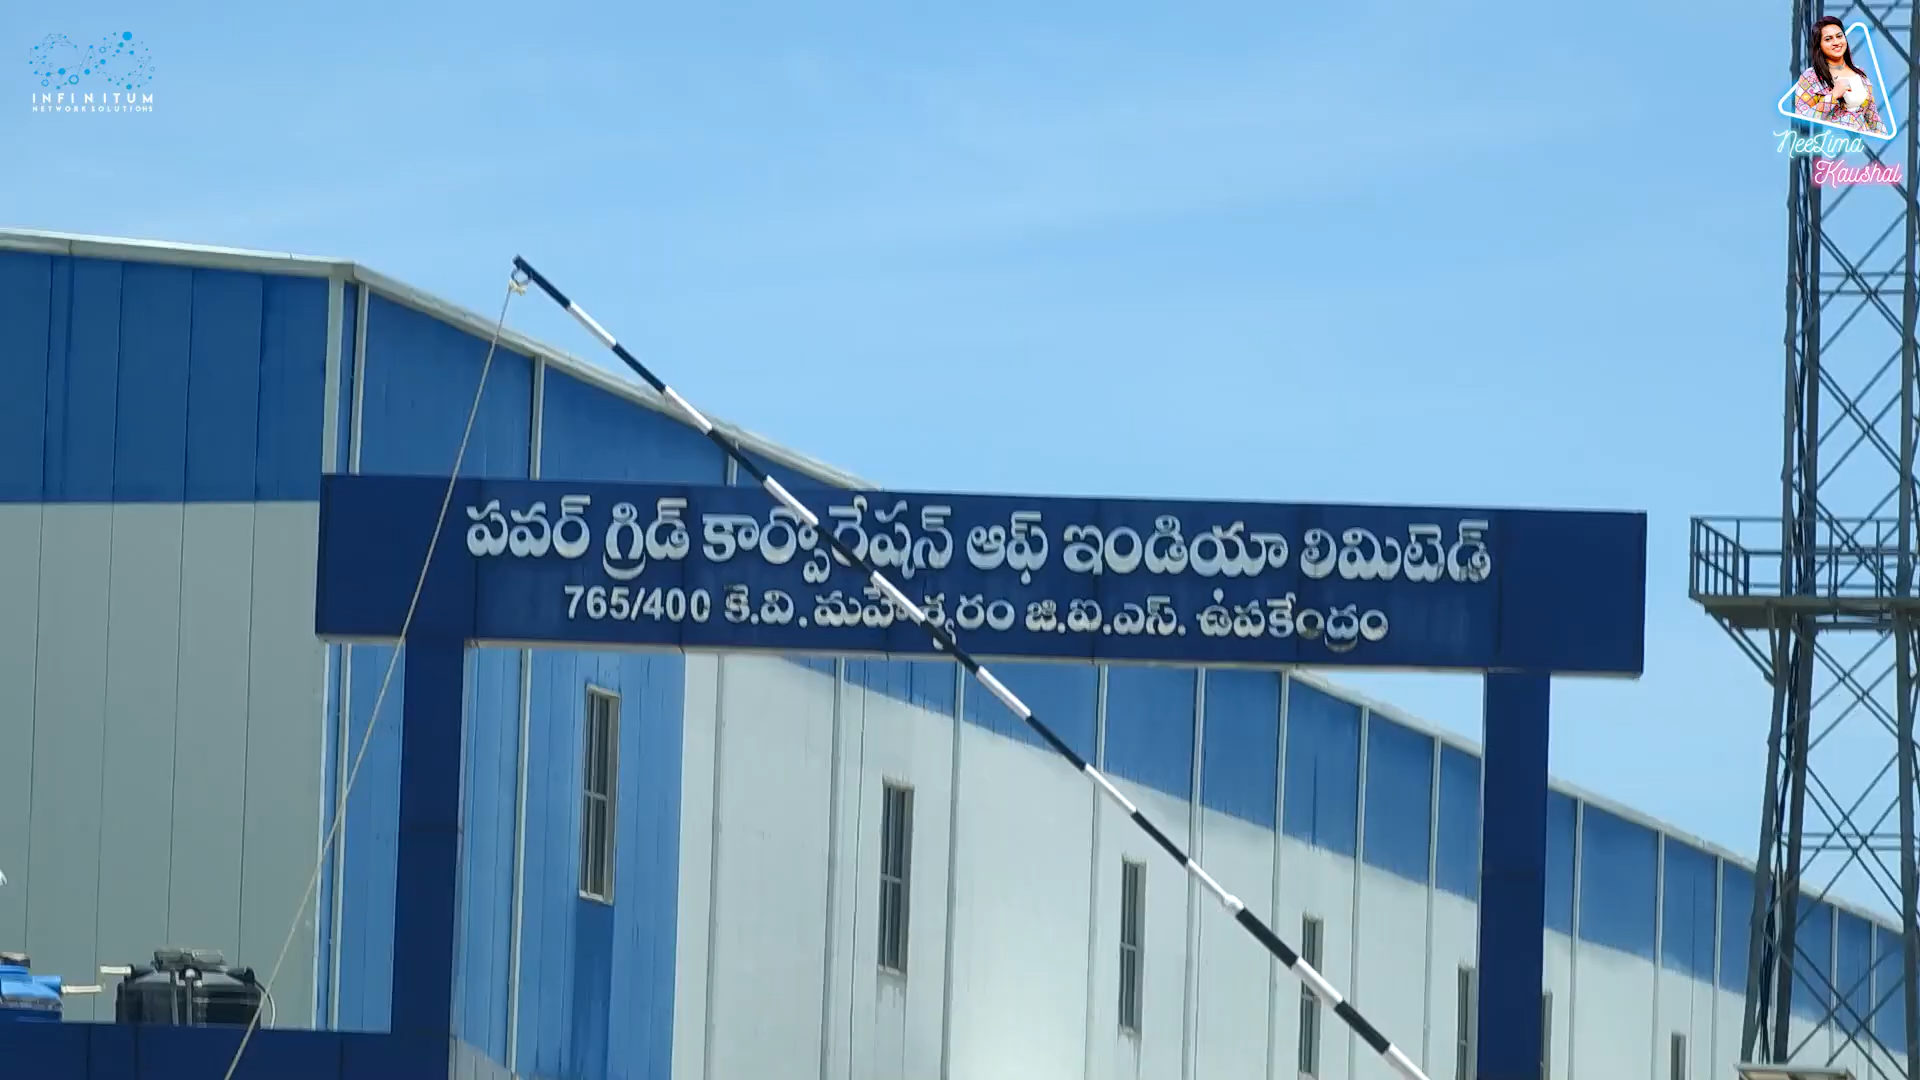 INFINITUM
NETWORK SOLUTIONS
NeeLima
Kaushal
పవర్ గ్రిడ్ కార్పొరేషన్ ఆఫ్ ఇండియా లిమిటెడ్
765/400 కె.వి. మహేశ్వరం జి.ఐ.ఎస్. ఉపకేంద్రం